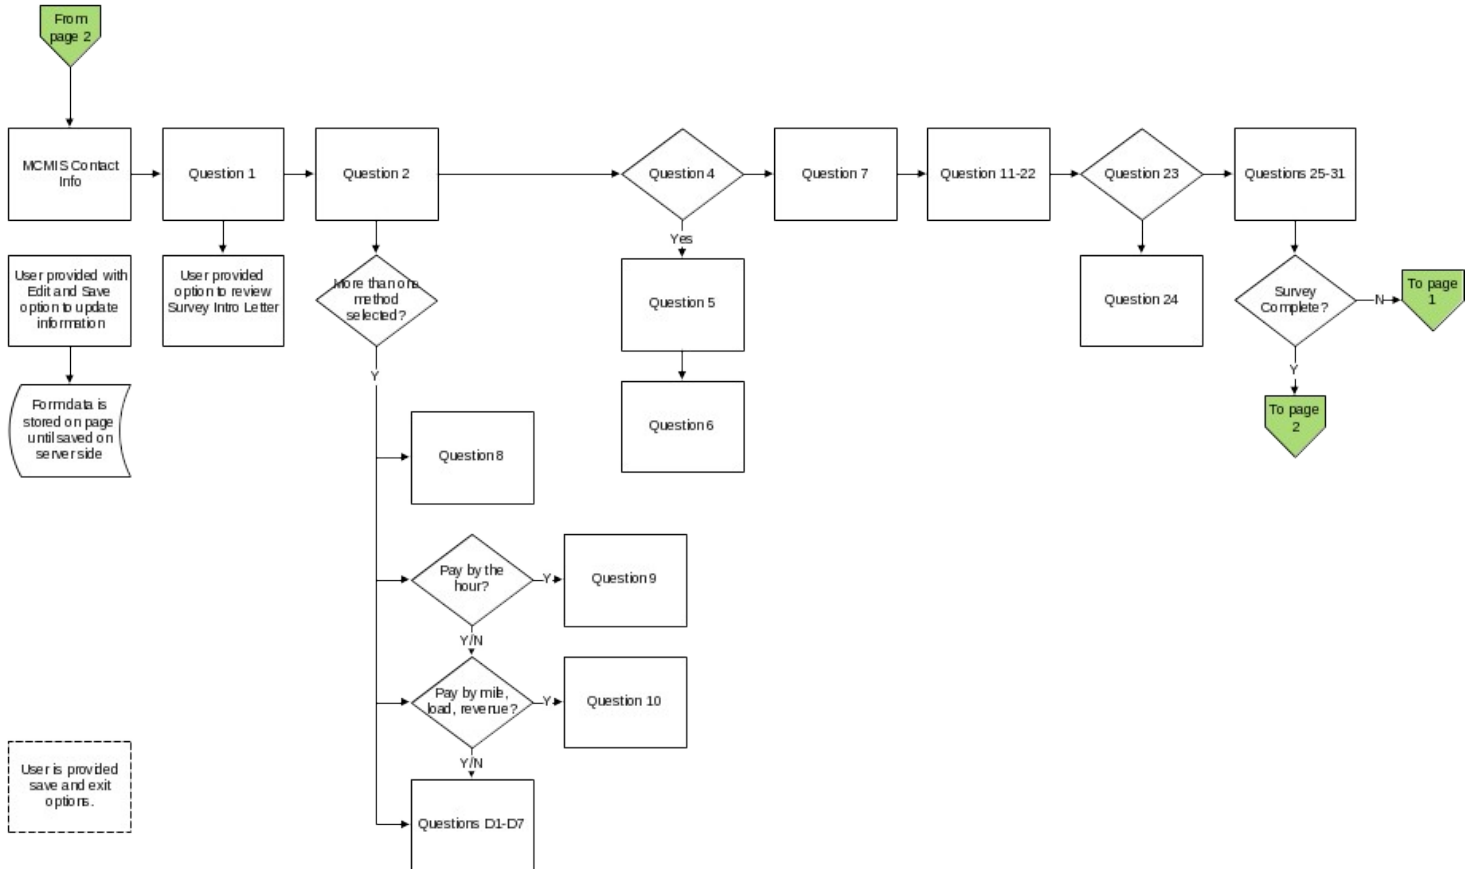 From
page 2
MCMIS Contact
Info
Question 1
Question 2
Question 4
Question 7
Question 11-22
Question 23
Questions 25-31
Yes
User provided with
Edit and Save
option to update
information
User provided
option to review
Survey Intro Letter
More than one
method
selected?
Question 5
Question 24
Survey
Complete?
N
To page
1
Y
Y
Form data is
stored on page
until saved on
server side
Question 6
To page
2
Question 8
Pay by the
hour?
Y
Question 9
Y/N
Pay by mile,
load, revenue?
Y
Question 10
Y/N
User is provided
save and exit
options.
Questions D1-D7